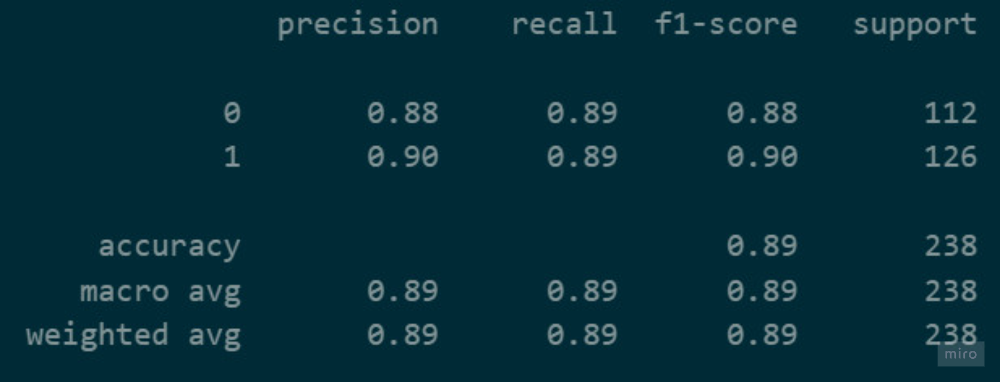 precision recall f1-score support
0 0.88 0.89 0.88 112
1 0.90 0.89 0.90 126
accuracy 0.89 238
macro avg 0.89 0.89 0.89 238
weighted avg 0.89 0.89 0.89 238
miro